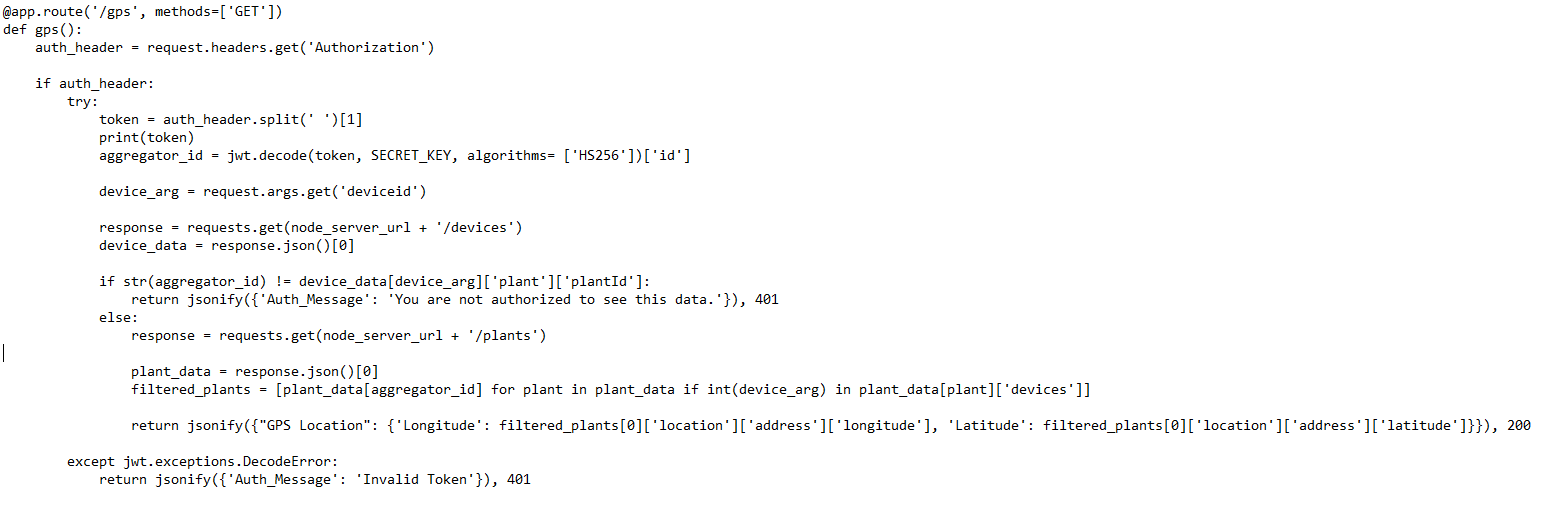 @app.route('/gps', methods=['GET'])
def gps():
    auth_header = request.headers.get('Authorization')

    if auth_header:
        try:
            token = auth_header.split(' ')[1]
            print(token)
            aggregator_id = jwt.decode(token, SECRET_KEY, algorithms= ['HS256'])['id']

            device_arg = request.args.get('deviceid')

            response = requests.get(node_server_url + '/devices')
            device_data = response.json()[0]

            if str(aggregator_id) != device_data[device_arg]['plant']['plantId']:
                return jsonify({'Auth_Message': 'You are not authorized to see this data.'}), 401
            else:
                response = requests.get(node_server_url + '/plants')

                plant_data = response.json()[0]
                filtered_plants = [plant_data[aggregator_id] for plant in plant_data if int(device_arg) in plant_data[plant]['devices']]

                return jsonify({"GPS Location": {'Longitude': filtered_plants[0]['location']['address']['longitude'], 'Latitude': filtered_plants[0]['location']['address']['latitude']}}), 200

        except jwt.exceptions.DecodeError:
            return jsonify({'Auth_Message': 'Invalid Token'}), 401